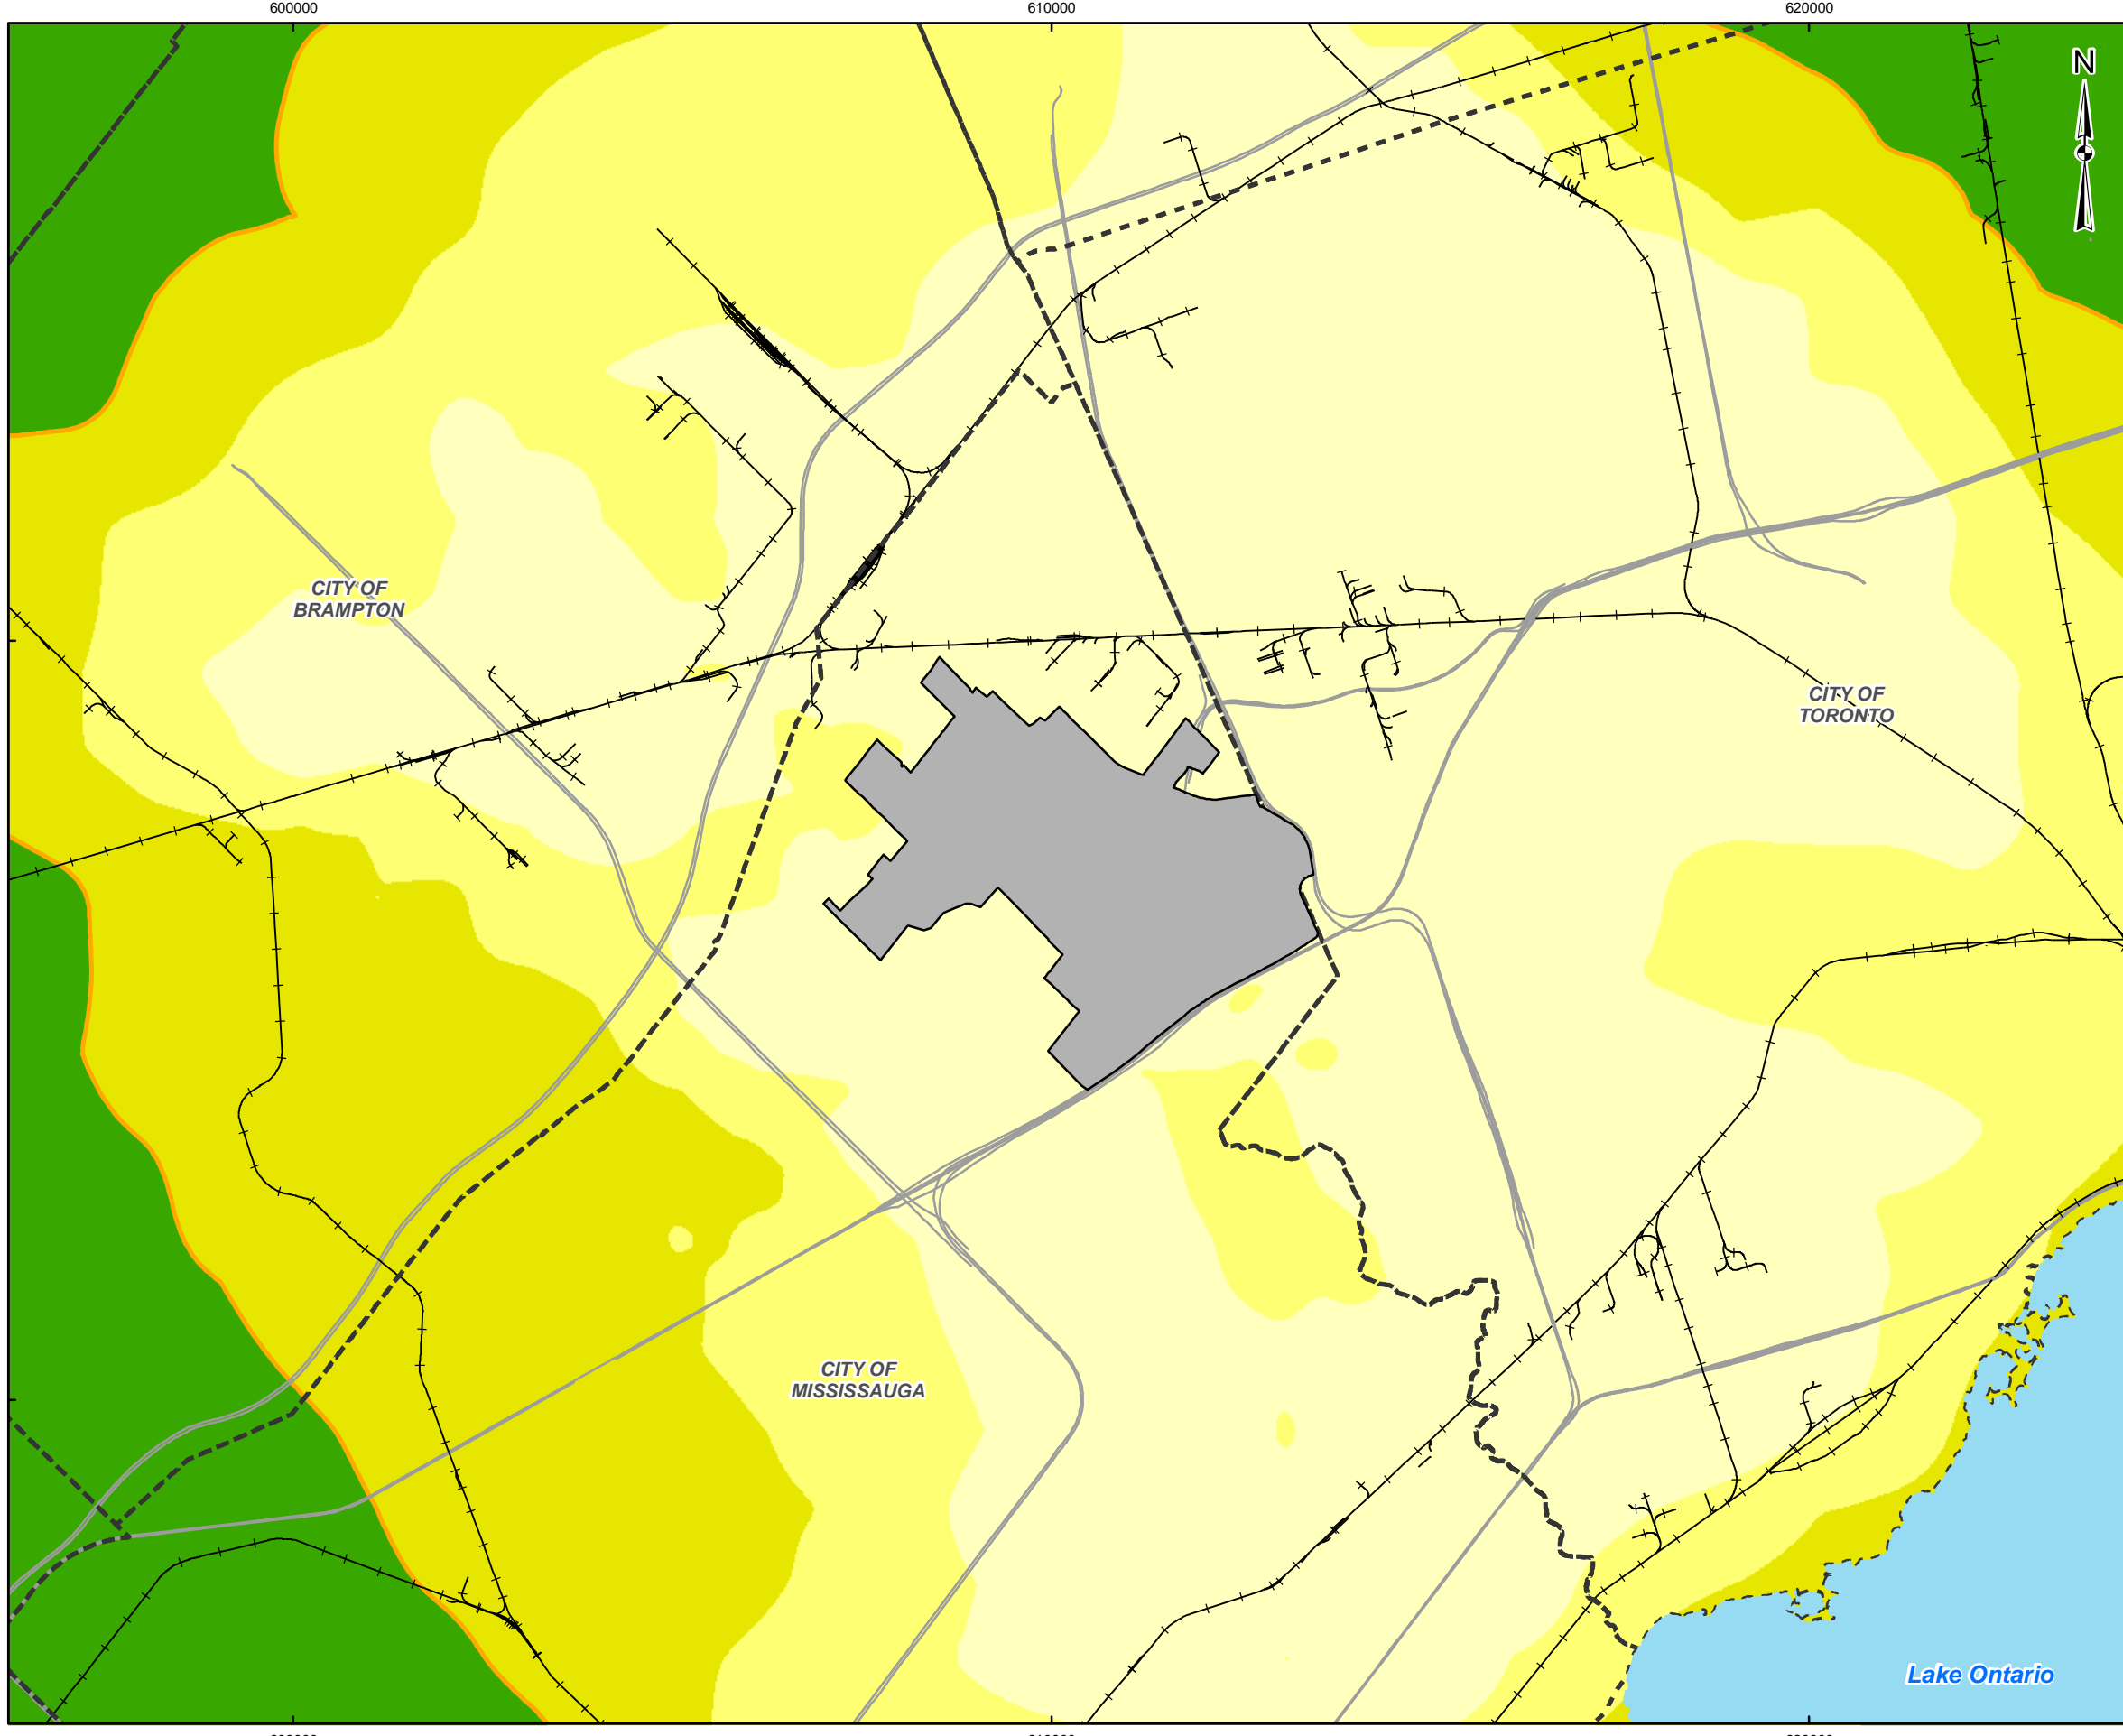 600000 610000 620000
N
CITY OF
BRAMPTON
CITY OF
TORONTO
CITY OF
MISSISSAUGA
Lake Ontario